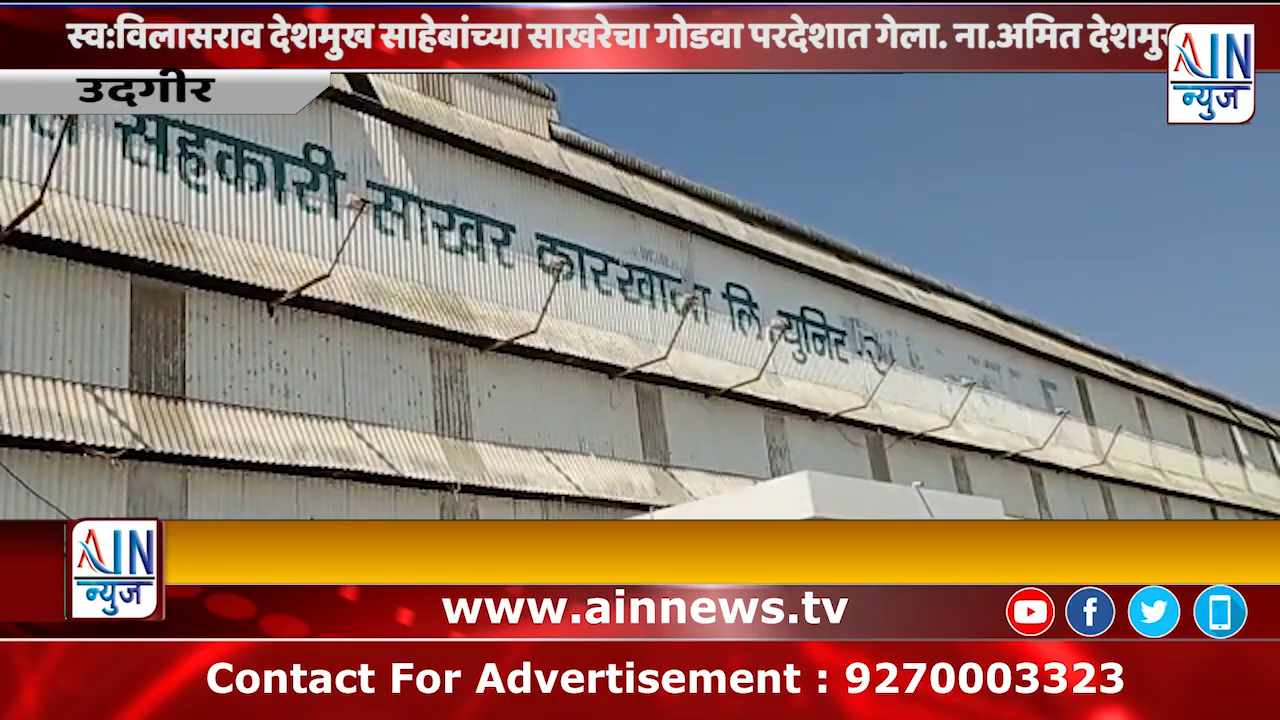 स्व:विलासराव देशमुख साहेबांच्या साखरेचा गोडवा परदेशात गेला. ना.अमित
AIN
न्युज
उदगीर
सहकारी साखर कारखाना लि युनिट
AIN
न्युज
www.ainnews.tv
Contact For Advertisement : 9270003323